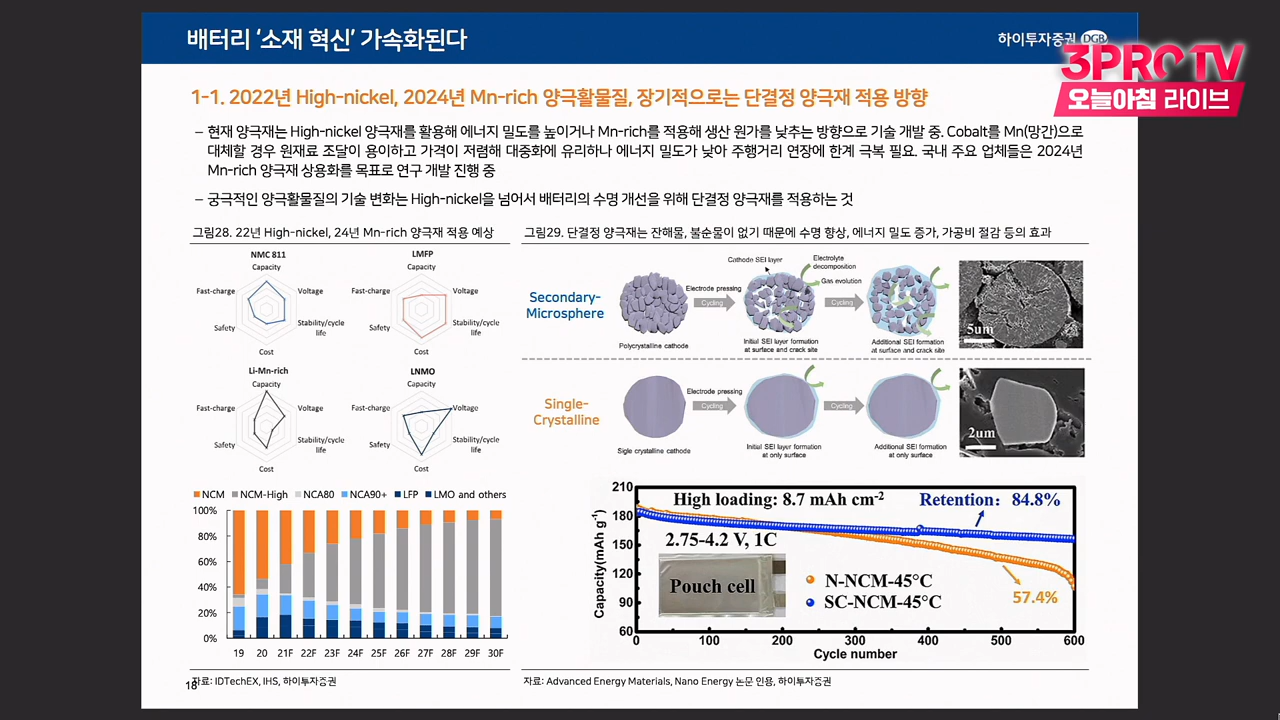 배터리 ‘소재 혁신’ 가속화된다
하이투자증권 DGB
3PRO TV
오늘아침 라이브
1-1. 2022년 High-nickel, 2024년 Mn-rich 양극활물질, 장기적으로는 단결정 양극재 적용 방향
– 현재 양극재는 High-nickel 양극재를 활용해 에너지 밀도를 높이거나 Mn-rich를 적용해 생산 원가를 낮추는 방향으로 기술 개발 중. Cobalt를 Mn(망간)으로
대체할 경우 원재료 조달이 용이하고 가격이 저렴해 대중화에 유리하나 에너지 밀도가 낮아 주행거리 연장에 한계 극복 필요. 국내 주요 업체들은 2024년
Mn-rich 양극재 상용화를 목표로 연구 개발 진행 중
– 궁극적인 양극활물질의 기술 변화는 High-nickel을 넘어서 배터리의 수명 개선을 위해 단결정 양극재를 적용하는 것
그림28. 22년 High-nickel, 24년 Mn-rich 양극재 적용 예상
NMC 811
Capacity
Fast-charge
Voltage
Safety
Stability/cycle
life
Cost
LMFP
Capacity
Fast-charge
Voltage
Safety
Stability/cycle
life
Cost
Li-Mn-rich
Capacity
Fast-charge
Voltage
Safety
Stability/cycle
life
Cost
LNMO
Capacity
Fast-charge
Voltage
Safety
Stability/cycle
life
Cost
NCM NCM-High NCA80 NCA90+ LFP LMO and others
100%
80%
60%
40%
20%
0%
19 20 21F 22F 23F 24F 25F 26F 27F 28F 29F 30F
자료: IDTechEX, IHS, 하이투자증권
18
그림29. 단결정 양극재는 잔해물, 불순물이 없기 때문에 수명 향상, 에너지 밀도 증가, 가공비 절감 등의 효과
Secondary-
Microsphere
Polycrystalline cathode
Electrode pressing
Cycling
Cathode SEI layer
Electrolyte
decomposition
Gas evolution
Initial SEI layer formation
at surface and crack site
Cycling
Additional SEI formation
at surface and crack site
5um
Single-
Crystalline
Sigle crystalline cathode
Electrode pressing
Cycling
Initial SEI layer formation
at only surface
Cycling
Additional SEI formation
at only surface
2um
Capacity(mAh g-1)
210
180
150
120
90
60
High loading: 8.7 mAh cm-2
Retention: 84.8%
2.75-4.2 V, 1C
Pouch cell
N-NCM-45°C
SC-NCM-45°C
57.4%
0 100 200 300 400 500 600
Cycle number
자료: Advanced Energy Materials, Nano Energy 논문 인용, 하이투자증권